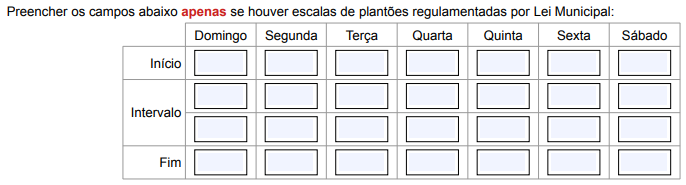 Preencher os campos abaixo apenas se houver escalas de plantões regulamentadas por Lei Municipal:
Domingo Segunda Terça Quarta Quinta Sexta Sábado
Início
Intervalo
Fim